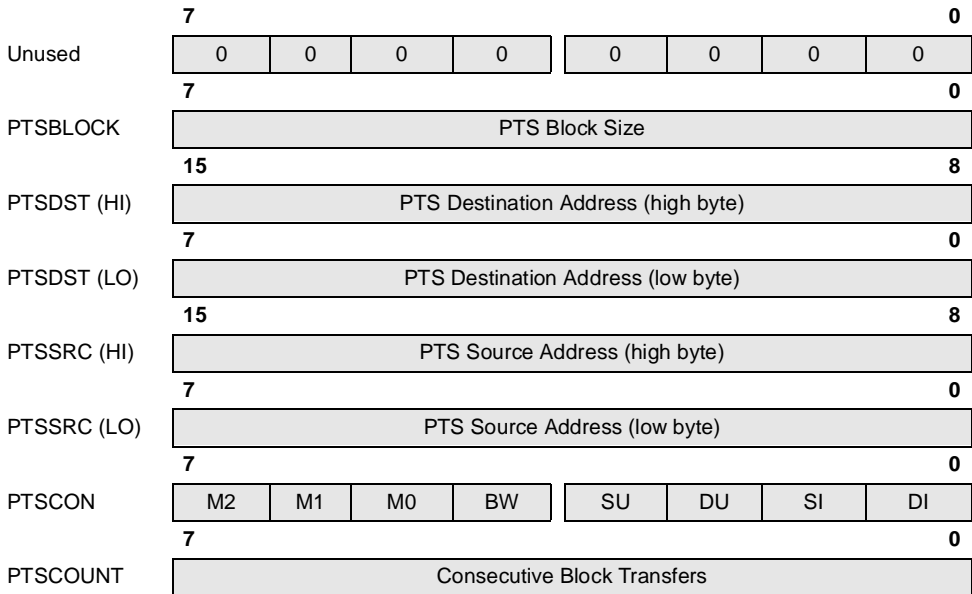 7 0
Unused 0 0 0 0 0 0 0 0
7 0
PTSBLOCK PTS Block Size
15 8
PTSDST (HI) PTS Destination Address (high byte)
7 0
PTSDST (LO) PTS Destination Address (low byte)
15 8
PTSSRC (HI) PTS Source Address (high byte)
7 0
PTSSRC (LO) PTS Source Address (low byte)
7 0
PTSCON M2 M1 M0 BW SU DU SI DI
7 0
PTSCOUNT Consecutive Block Transfers